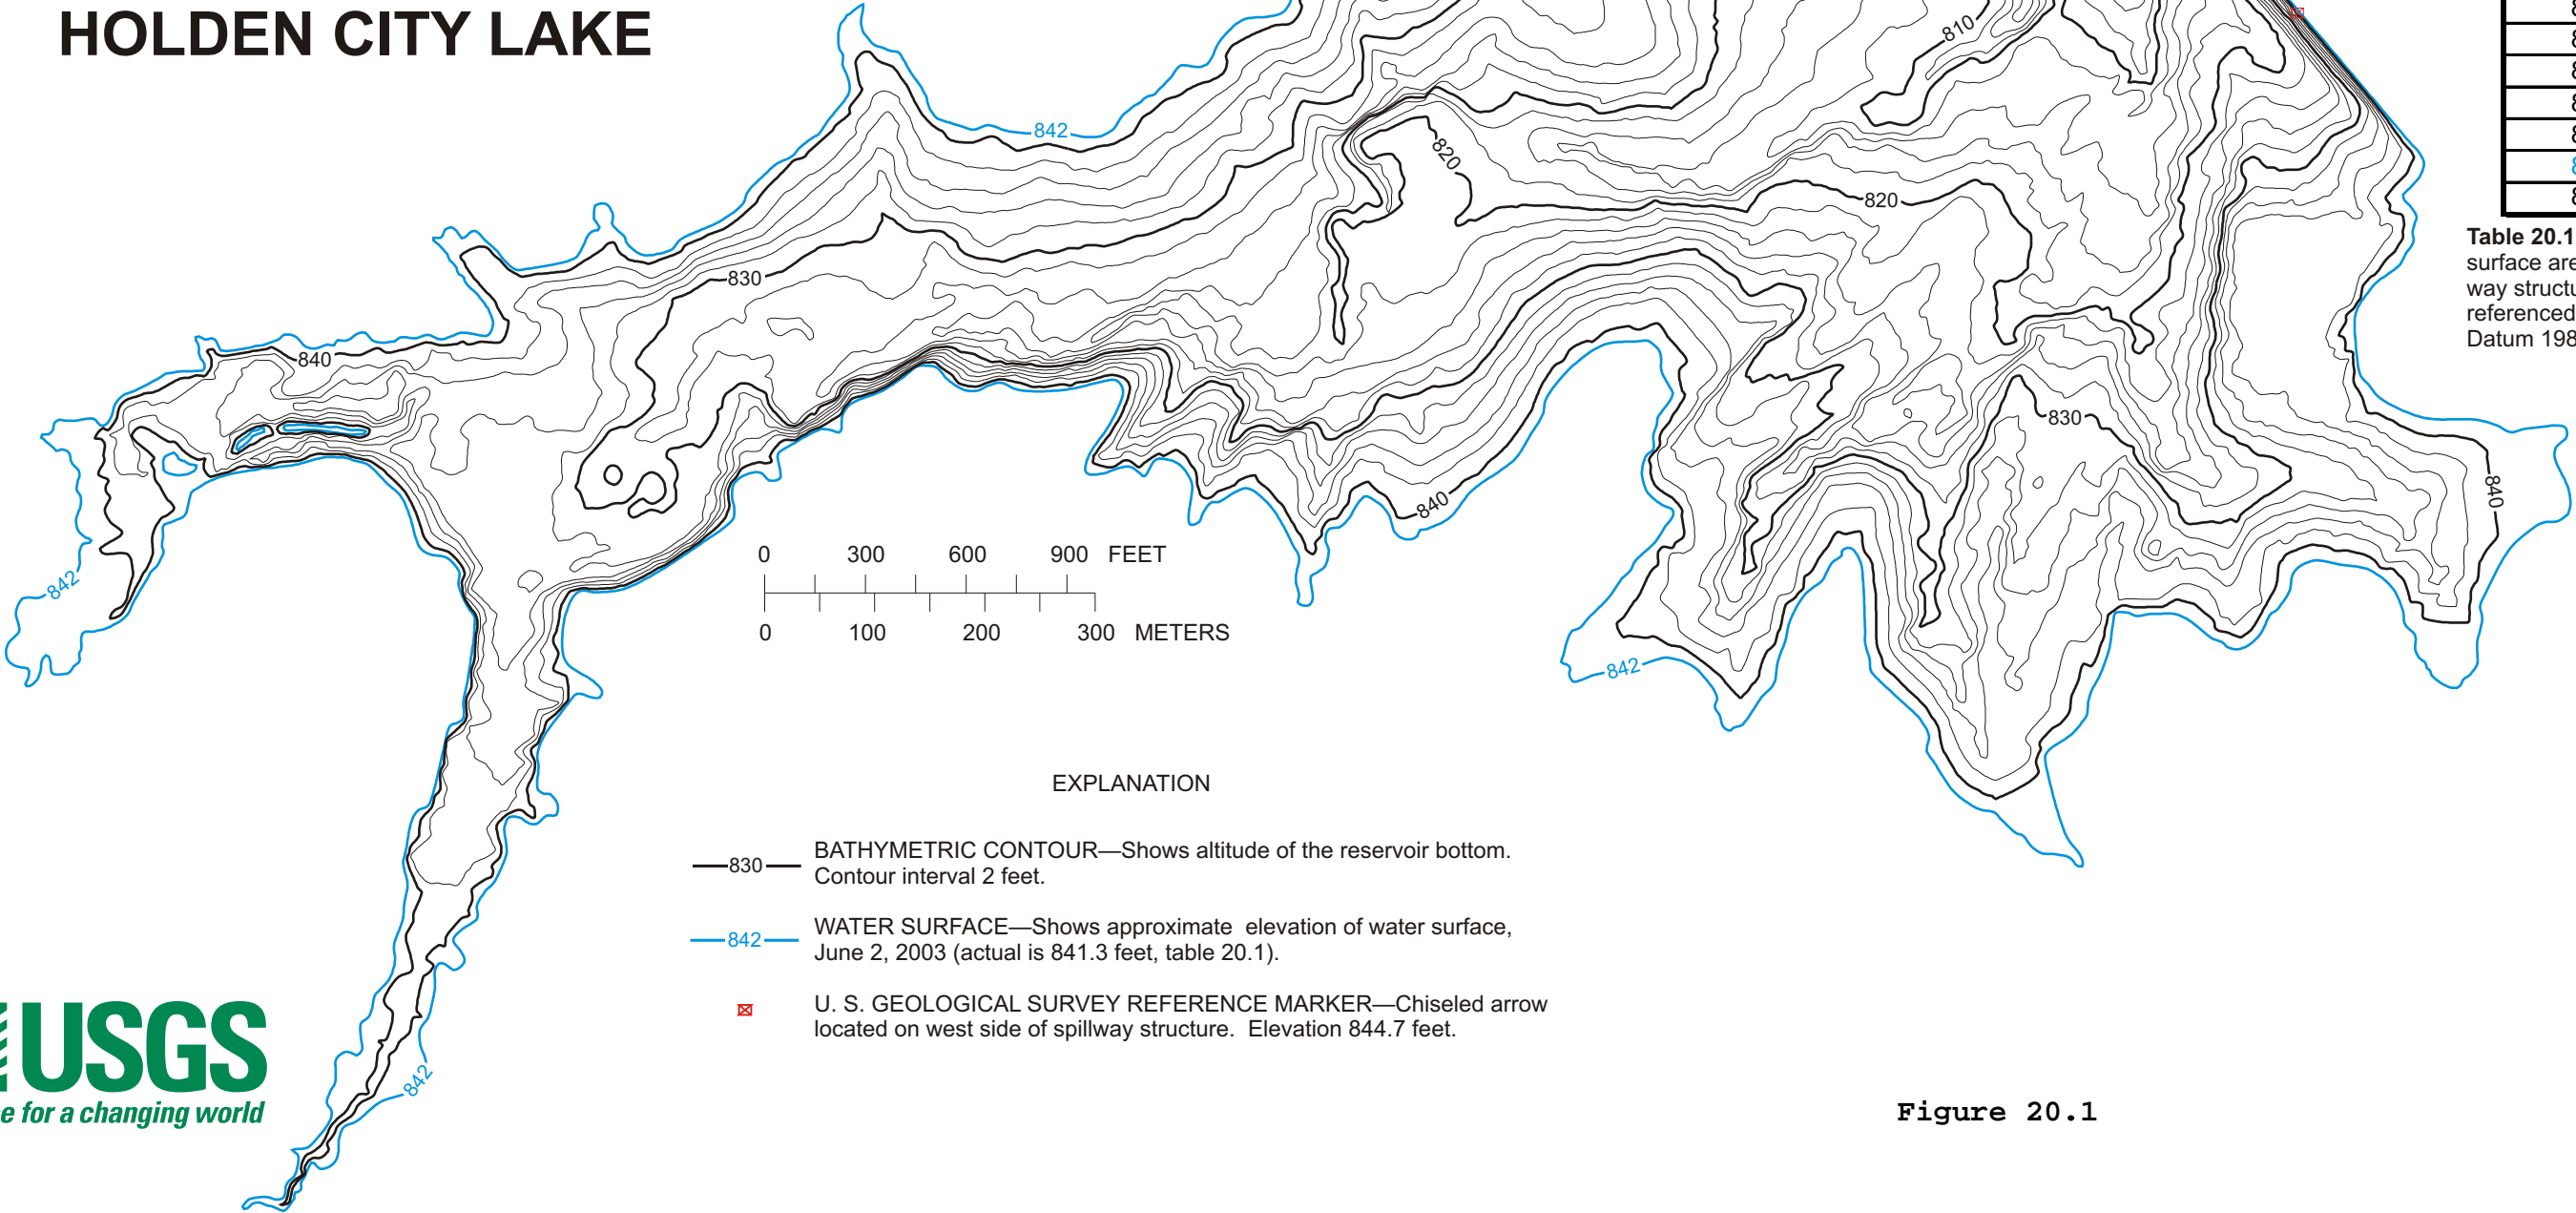 HOLDEN CITY LAKE
810
842
820
820
830
840
830
840
840
842
842
842
Table 20.1
surface are
way structu
referenced
Datum 198
0 300 600 900 FEET
0 100 200 300 METERS
EXPLANATION
830
BATHYMETRIC CONTOUR—Shows altitude of the reservoir bottom.
Contour interval 2 feet.
842
WATER SURFACE—Shows approximate elevation of water surface,
June 2, 2003 (actual is 841.3 feet, table 20.1).
U. S. GEOLOGICAL SURVEY REFERENCE MARKER—Chiseled arrow
located on west side of spillway structure. Elevation 844.7 feet.
USGS
e for a changing world
Figure 20.1